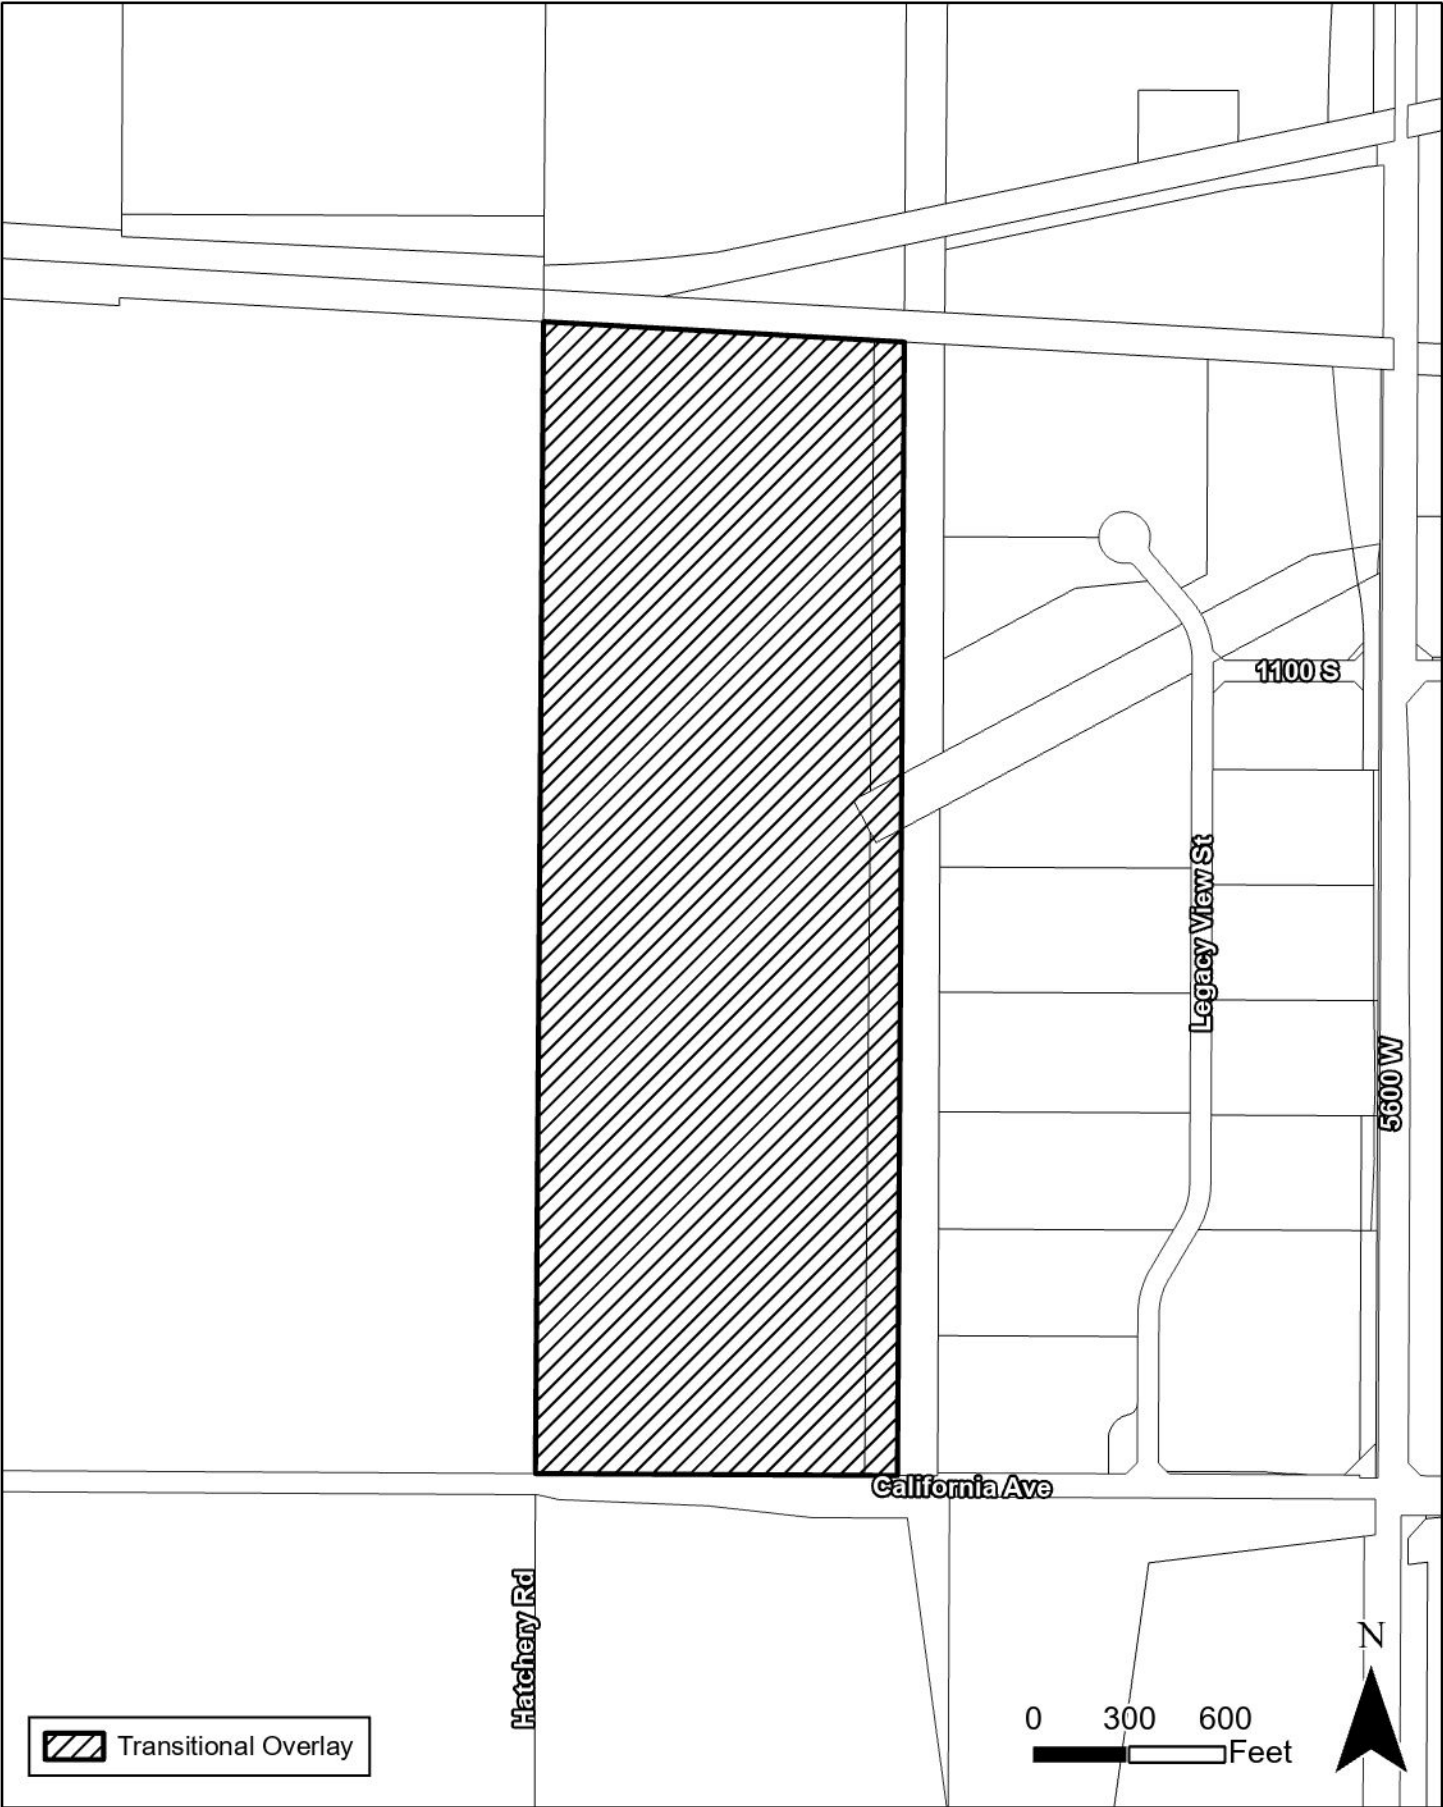 1100 S
Legacy View St
5600 W
California Ave
Hatchery Rd
N
0 300 600
Feet
Transitional Overlay